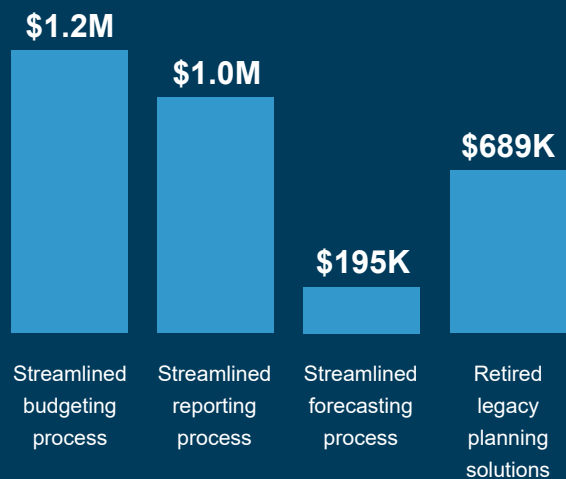 $1.2M
$1.0M
$689K
$195K
Streamlined
budgeting
process
Streamlined
reporting
process
Streamlined
forecasting
process
Retired
legacy
planning
solutions